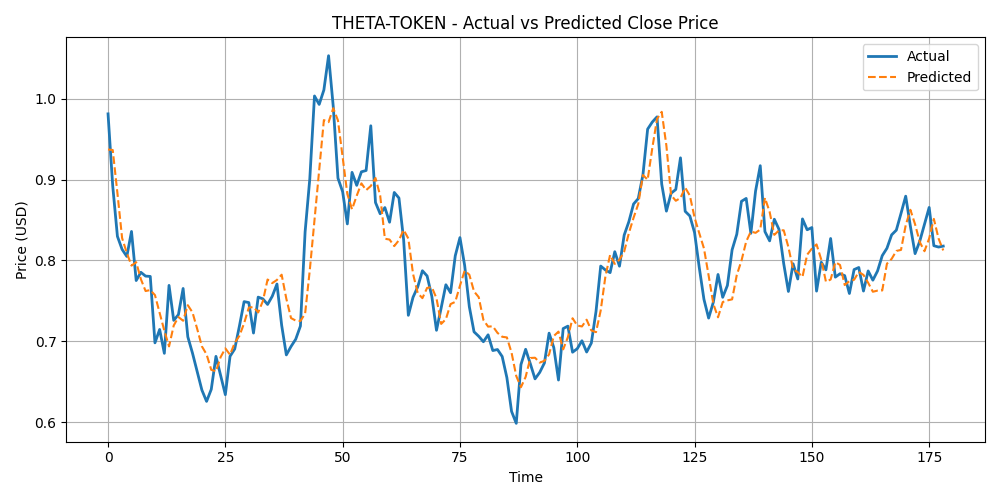 THETA-TOKEN - Actual vs Predicted Close Price
Actual
Predicted
Price (USD)
1.0
0.9
0.8
0.7
0.6
0 25 50 75 100 125 150 175
Time